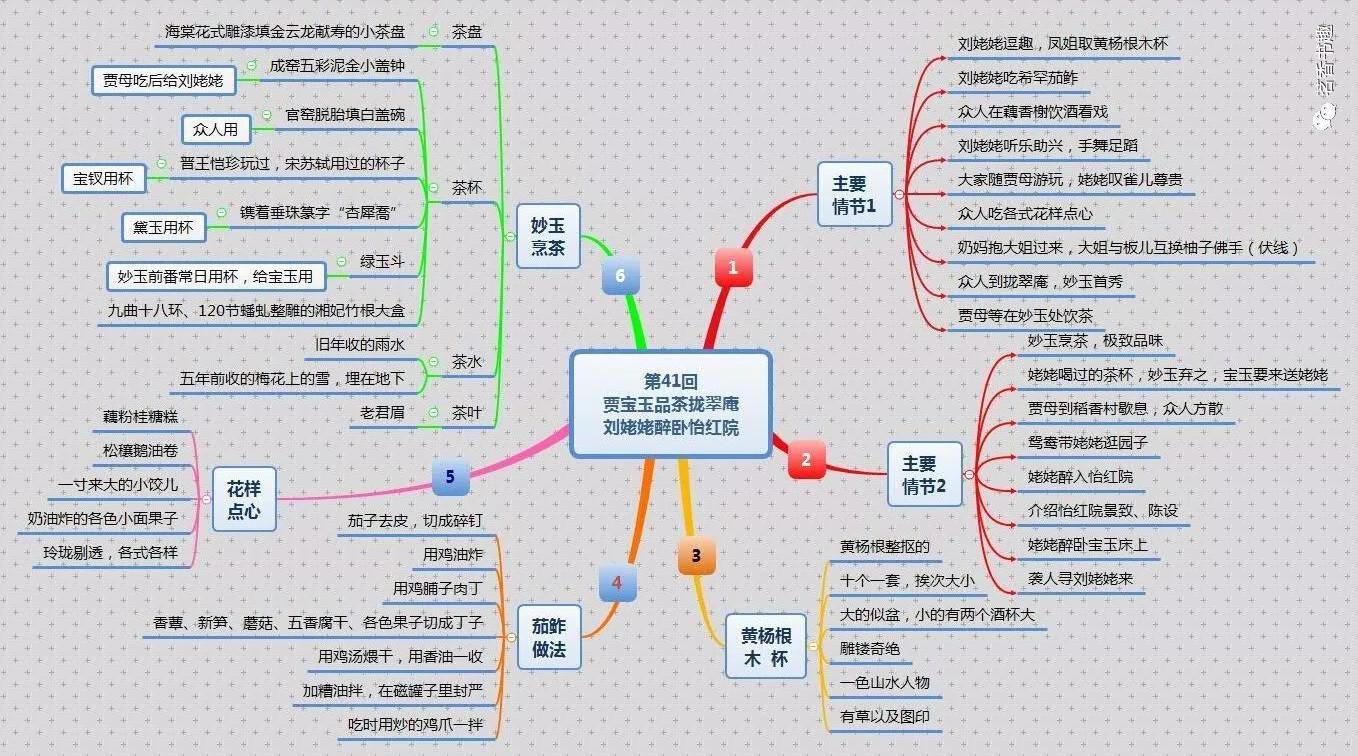 第41回
贾宝玉品茶拢翠庵
刘姥姥醉卧怡红院
1
主要
情节1
刘姥姥逗趣，凤姐取黄杨根木杯
刘姥姥吃希罕茄鲊
众人在藕香榭饮酒看戏
刘姥姥听乐助兴，手舞足蹈
大家随贾母游玩，姥姥叹雀儿尊贵
众人吃各式花样点心
奶妈抱大姐过来，大姐与板儿互换柚子佛手（伏线）
众人到拢翠庵，妙玉首秀
贾母等在妙玉处饮茶
2
主要
情节2
妙玉烹茶，极致品味
姥姥喝过的茶杯，妙玉弃之；宝玉要来送姥姥
贾母到稻香村歇息，众人方散
鸳鸯带姥姥逛园子
姥姥醉入怡红院
介绍怡红院景致、陈设
姥姥醉卧宝玉床上
袭人寻刘姥姥来
3
黄杨根
木 杯
黄杨根整抠的
十个一套，挨次大小
大的似盆，小的有两个酒杯大
雕镂奇绝
一色山水人物
有草以及图印
4
茄鲊
做法
茄子去皮，切成碎钉
用鸡油炸
用鸡脯子肉丁
香蕈、新笋、蘑菇、五香腐干、各色果子切成丁子
用鸡汤煨干，用香油一收
加糟油拌，在磁罐子里封严
吃时用炒的鸡爪一拌
5
花样
点心
藕粉桂糖糕
松穰鹅油卷
一寸来大的小饺儿
奶油炸的各色小面果子
玲珑剔透，各式各样
6
妙玉
烹茶
茶盘
海棠花式雕漆填金云龙献寿的小茶盘
茶杯
成窑五彩泥金小盖钟
贾母吃后给刘姥姥
官窑脱胎填白盖碗
众人用
晋王恺珍玩过，宋苏轼用过的杯子
宝钗用杯
镌着垂珠篆字“杏犀䀉”
黛玉用杯
绿玉斗
妙玉前番常日用杯，给宝玉用
九曲十八环、120节蟠虬整雕的湘妃竹根大盒
茶水
旧年收的雨水
五年前收的梅花上的雪，埋在地下
茶叶
老君眉
茗香书趣